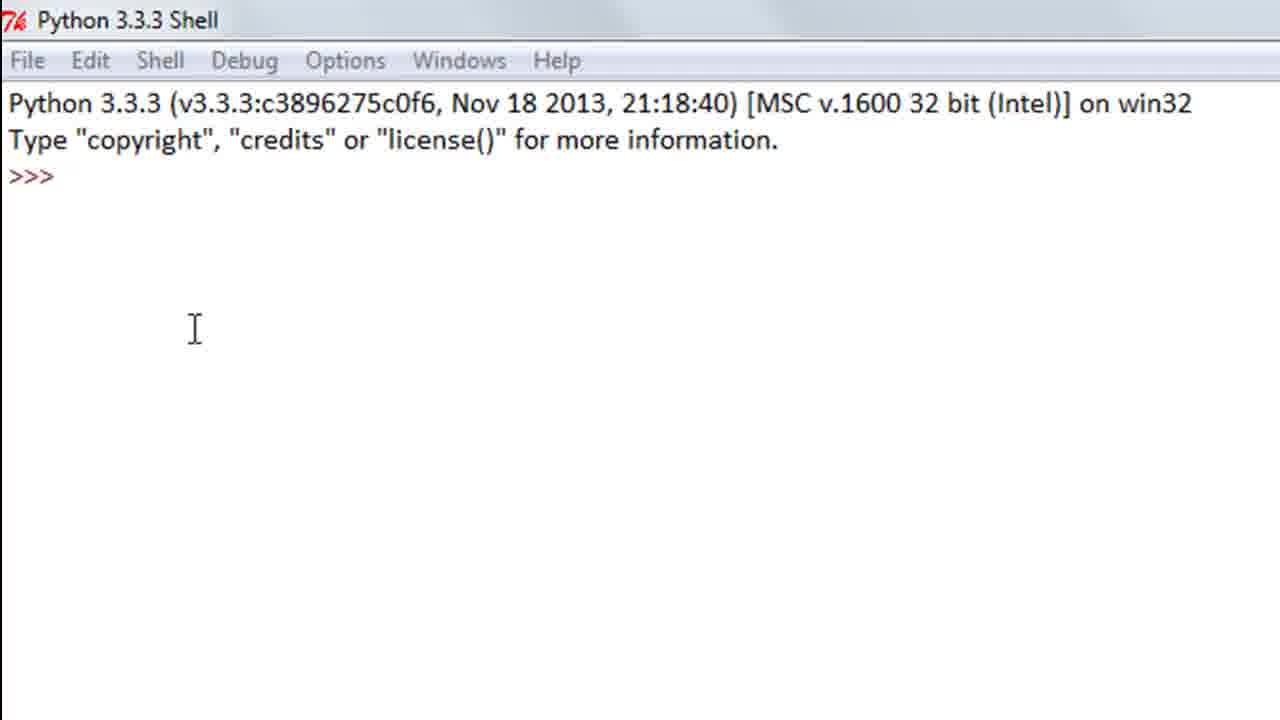 Python 3.3.3 Shell
File Edit Shell Debug Options Windows Help
Python 3.3.3 (v3.3.3:c3896275c0f6, Nov 18 2013, 21:18:40) [MSC v.1600 32 bit (Intel)] on win32
Type "copyright", "credits" or "license()" for more information.
>>>